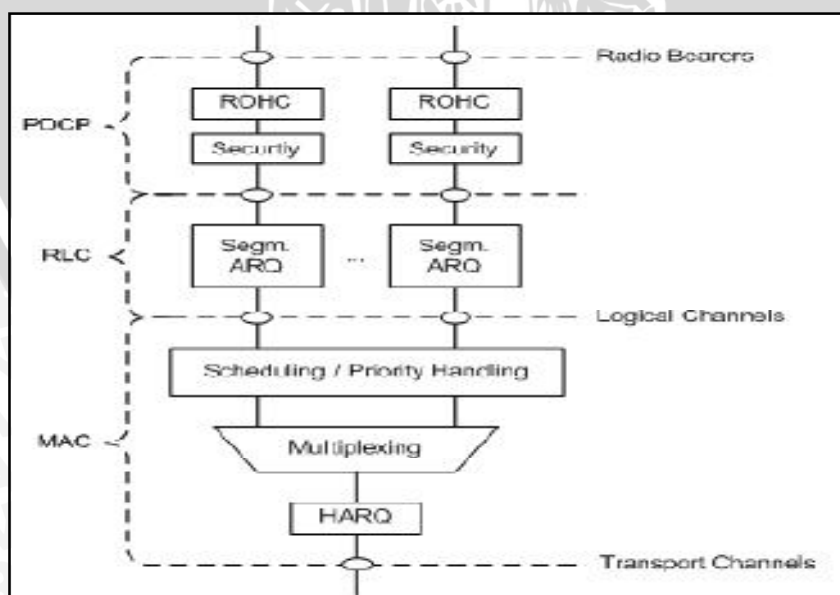 Radio Bearers
ROHC ROHC
PDCP
Securtiy Security
RLC
Segm. ARQ ... Segm. ARQ
Logical Channels
Scheduling / Priority Handling
MAC
Multiplexing
HARQ
Transport Channels